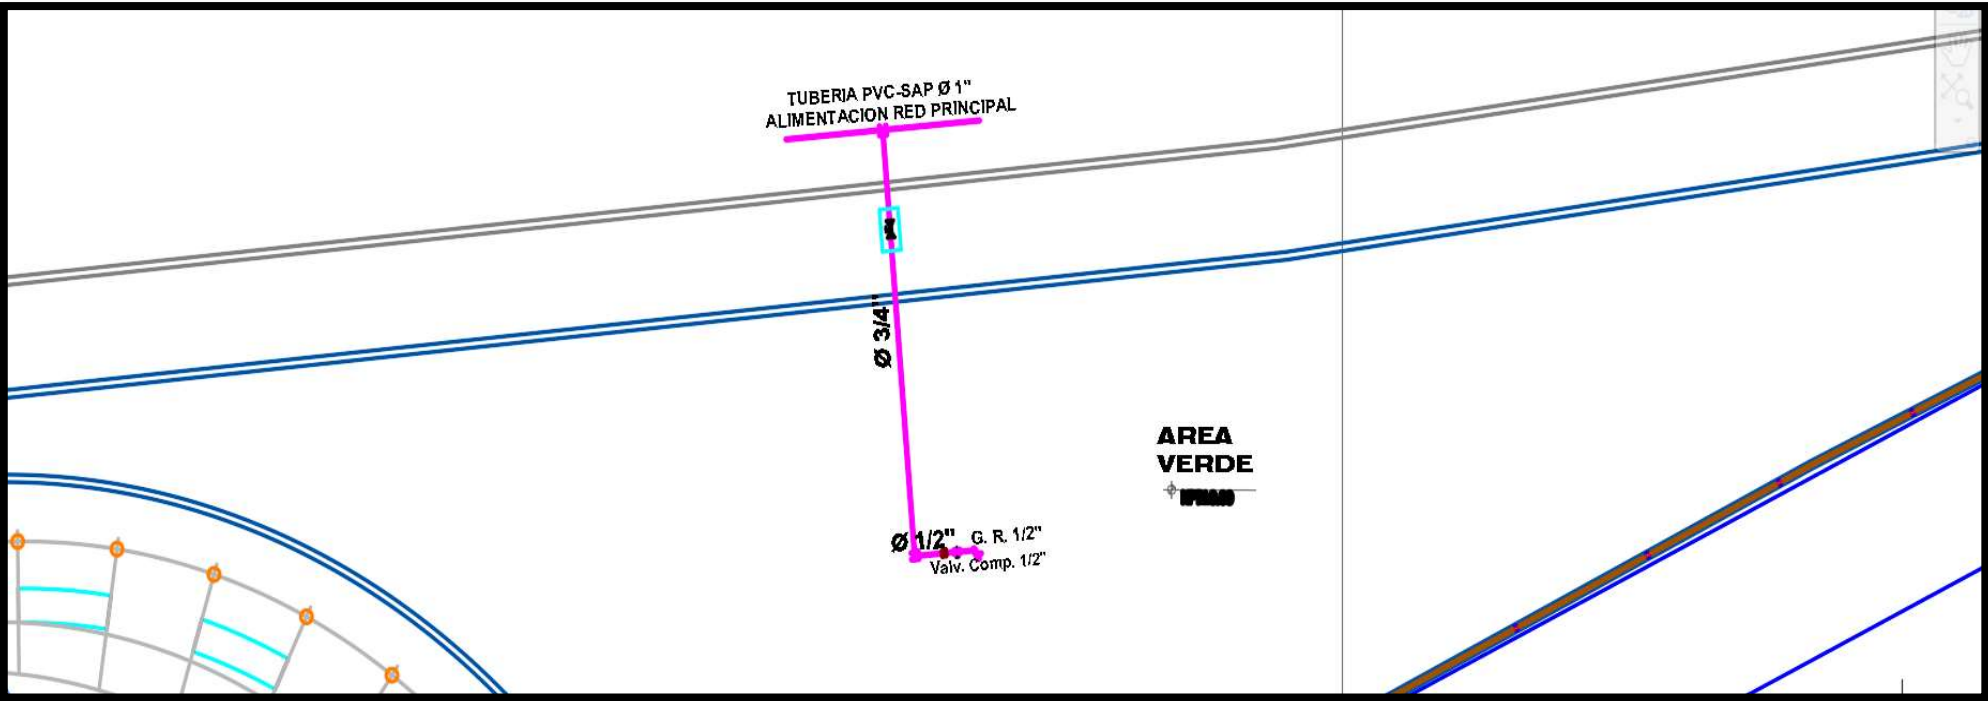 TUBERIA PVC-SAP Ø 1"
ALIMENTACION RED PRINCIPAL
Ø 3/4"
AREA
VERDE
Ø 1/2"
G. R. 1/2"
Valv. Comp. 1/2"